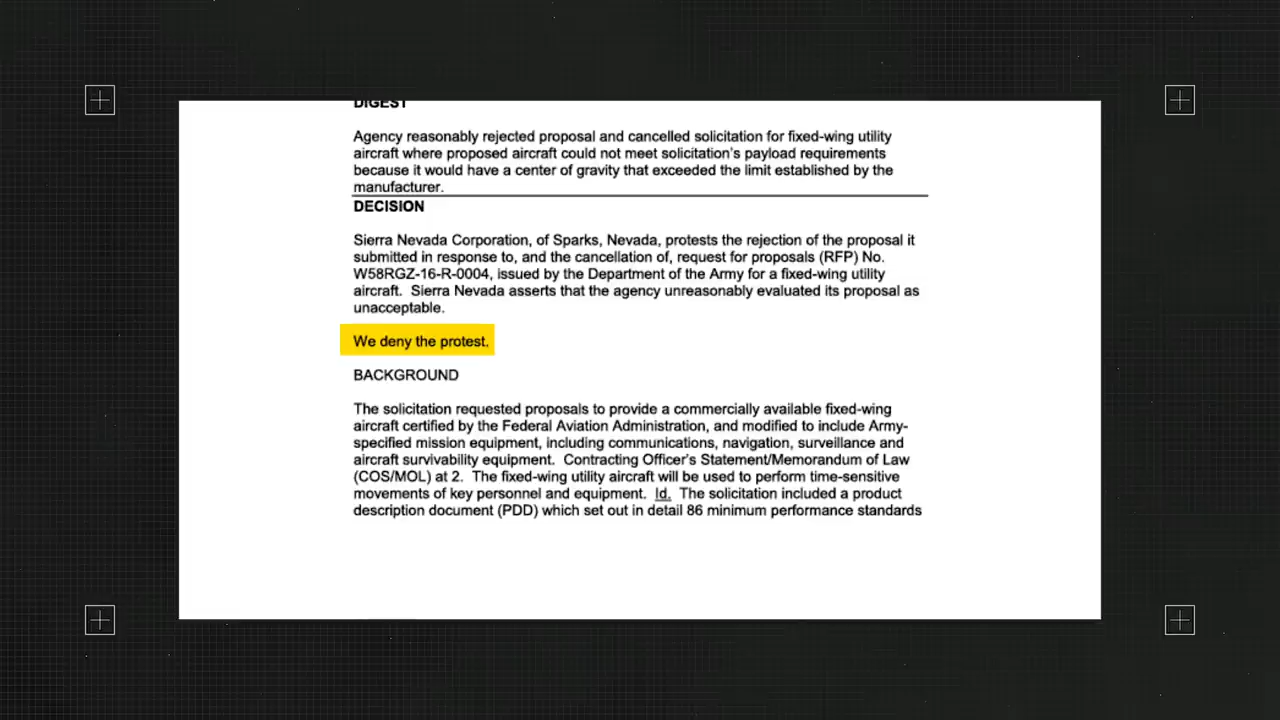 DIGEST
Agency reasonably rejected proposal and cancelled solicitation for fixed-wing utility
aircraft where proposed aircraft could not meet solicitation's payload requirements
because it would have a center of gravity that exceeded the limit established by the
manufacturer.
DECISION
Sierra Nevada Corporation, of Sparks, Nevada, protests the rejection of the proposal it
submitted in response to, and the cancellation of, request for proposals (RFP) No.
W58RGZ-16-R-0004, issued by the Department of the Army for a fixed-wing utility
aircraft.  Sierra Nevada asserts that the agency unreasonably evaluated its proposal as
unacceptable.
We deny the protest.
BACKGROUND
The solicitation requested proposals to provide a commercially available fixed-wing
aircraft certified by the Federal Aviation Administration, and modified to include Army-
specified mission equipment, including communications, navigation, surveillance and
aircraft survivability equipment.  Contracting Officer's Statement/Memorandum of Law
(COS/MOL) at 2.  The fixed-wing utility aircraft will be used to perform time-sensitive
movements of key personnel and equipment.  Id.  The solicitation included a product
description document (PDD) which set out in detail 86 minimum performance standards